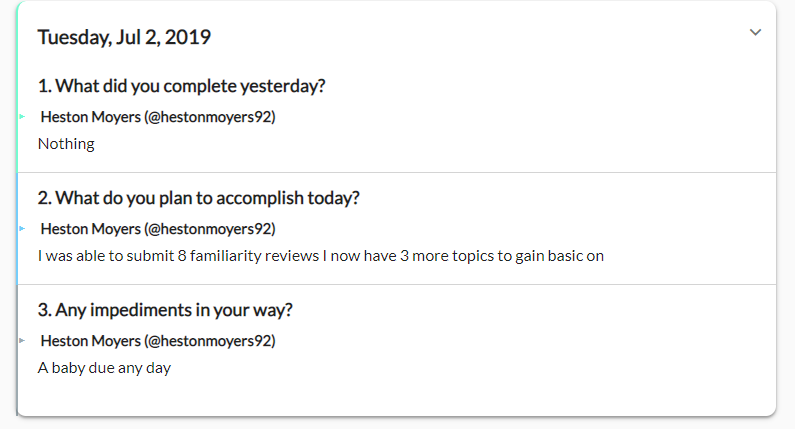 Tuesday, Jul 2, 2019
1. What did you complete yesterday?
Heston Moyers (@hestonmoyers92)
Nothing
2. What do you plan to accomplish today?
Heston Moyers (@hestonmoyers92)
I was able to submit 8 familiarity reviews I now have 3 more topics to gain basic on
3. Any impediments in your way?
Heston Moyers (@hestonmoyers92)
A baby due any day